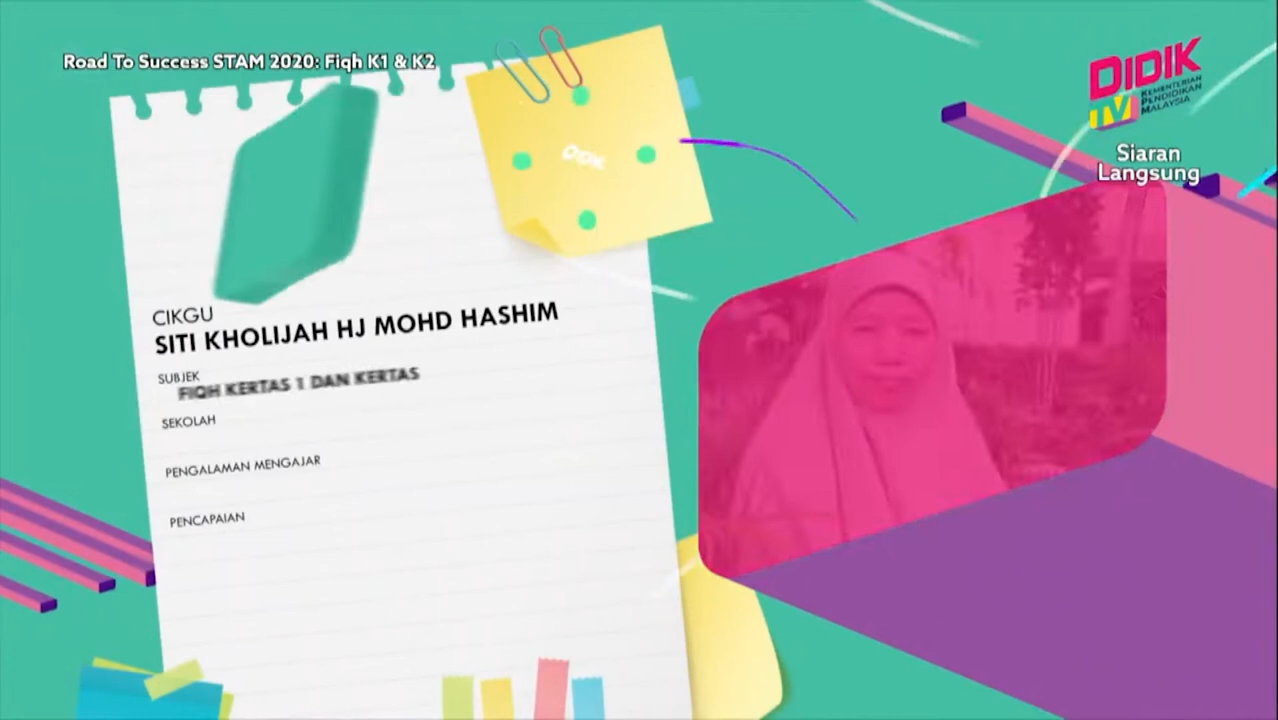 Road To Success STAM 2020: Fiqh K1 & K2
DIDIK
TV
KEMENTERIAN
PENDIDIKAN
MALAYSIA
Siaran
Langsung
DIDIK
CIKGU
SITI KHOLIJAH HJ MOHD HASHIM
SUBJEK
FIQH KERTAS 1 DAN KERTAS
SEKOLAH
PENGALAMAN MENGAJAR
PENCAPAIAN